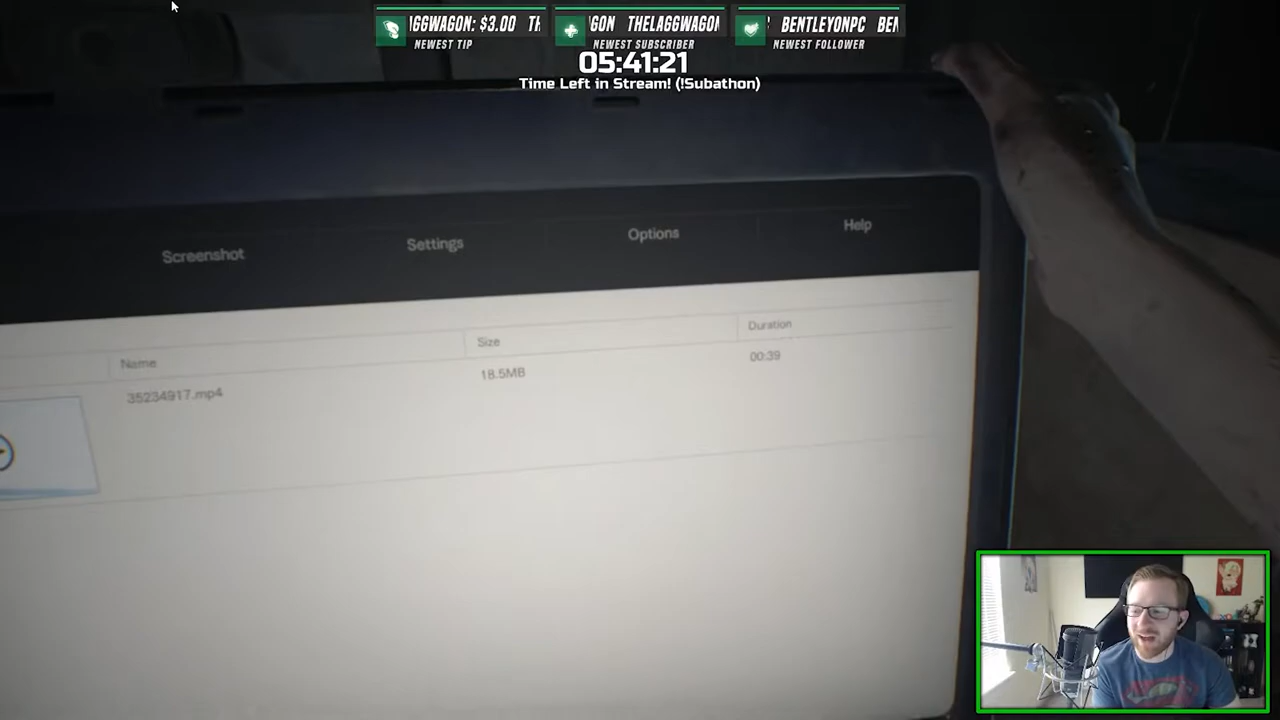 AGGWAGON: $3.00 TH
NEWEST TIP
GON THELAGGWAGON
NEWEST SUBSCRIBER
BENTLEYONPC BEN
NEWEST FOLLOWER
05:41:21
Time Left in Stream! (!Subathon)
Screenshot Settings Options Help
Name Size Duration
35234917.mp4 18.5MB 00:39